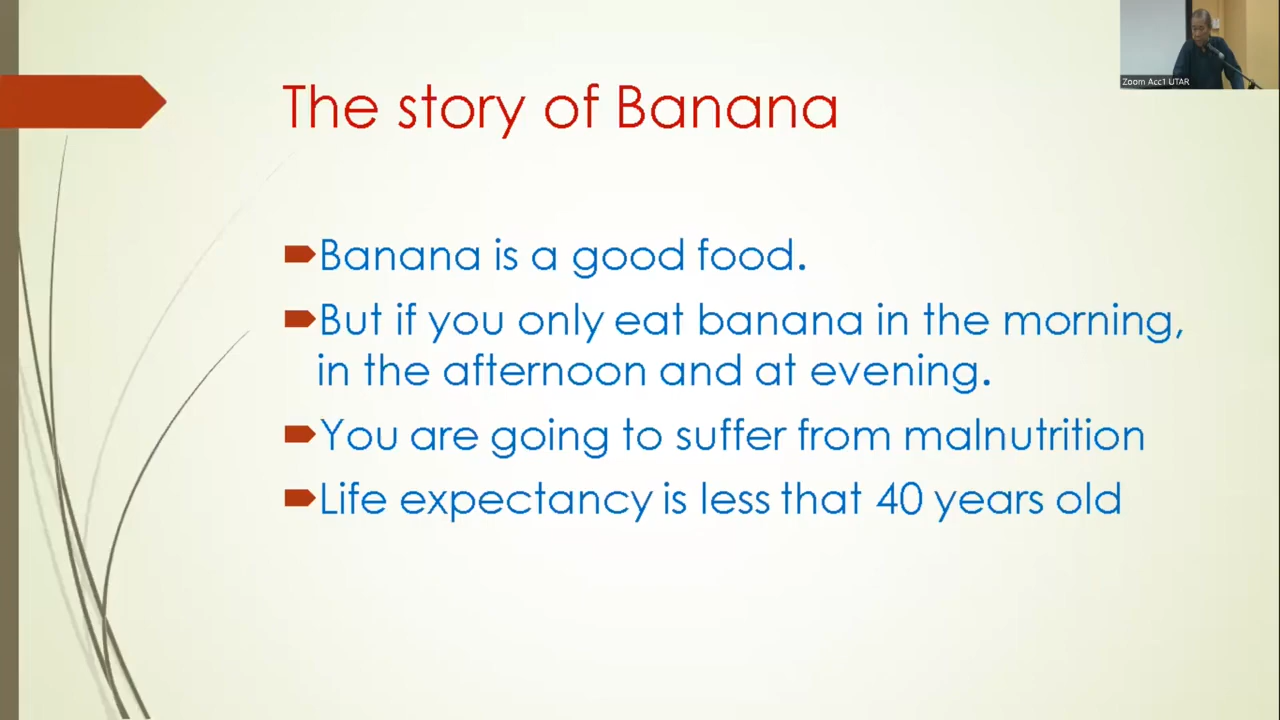 Zoom Acc1 UTAR
The story of Banana
Banana is a good food.
But if you only eat banana in the morning,
in the afternoon and at evening.
You are going to suffer from malnutrition
Life expectancy is less that 40 years old